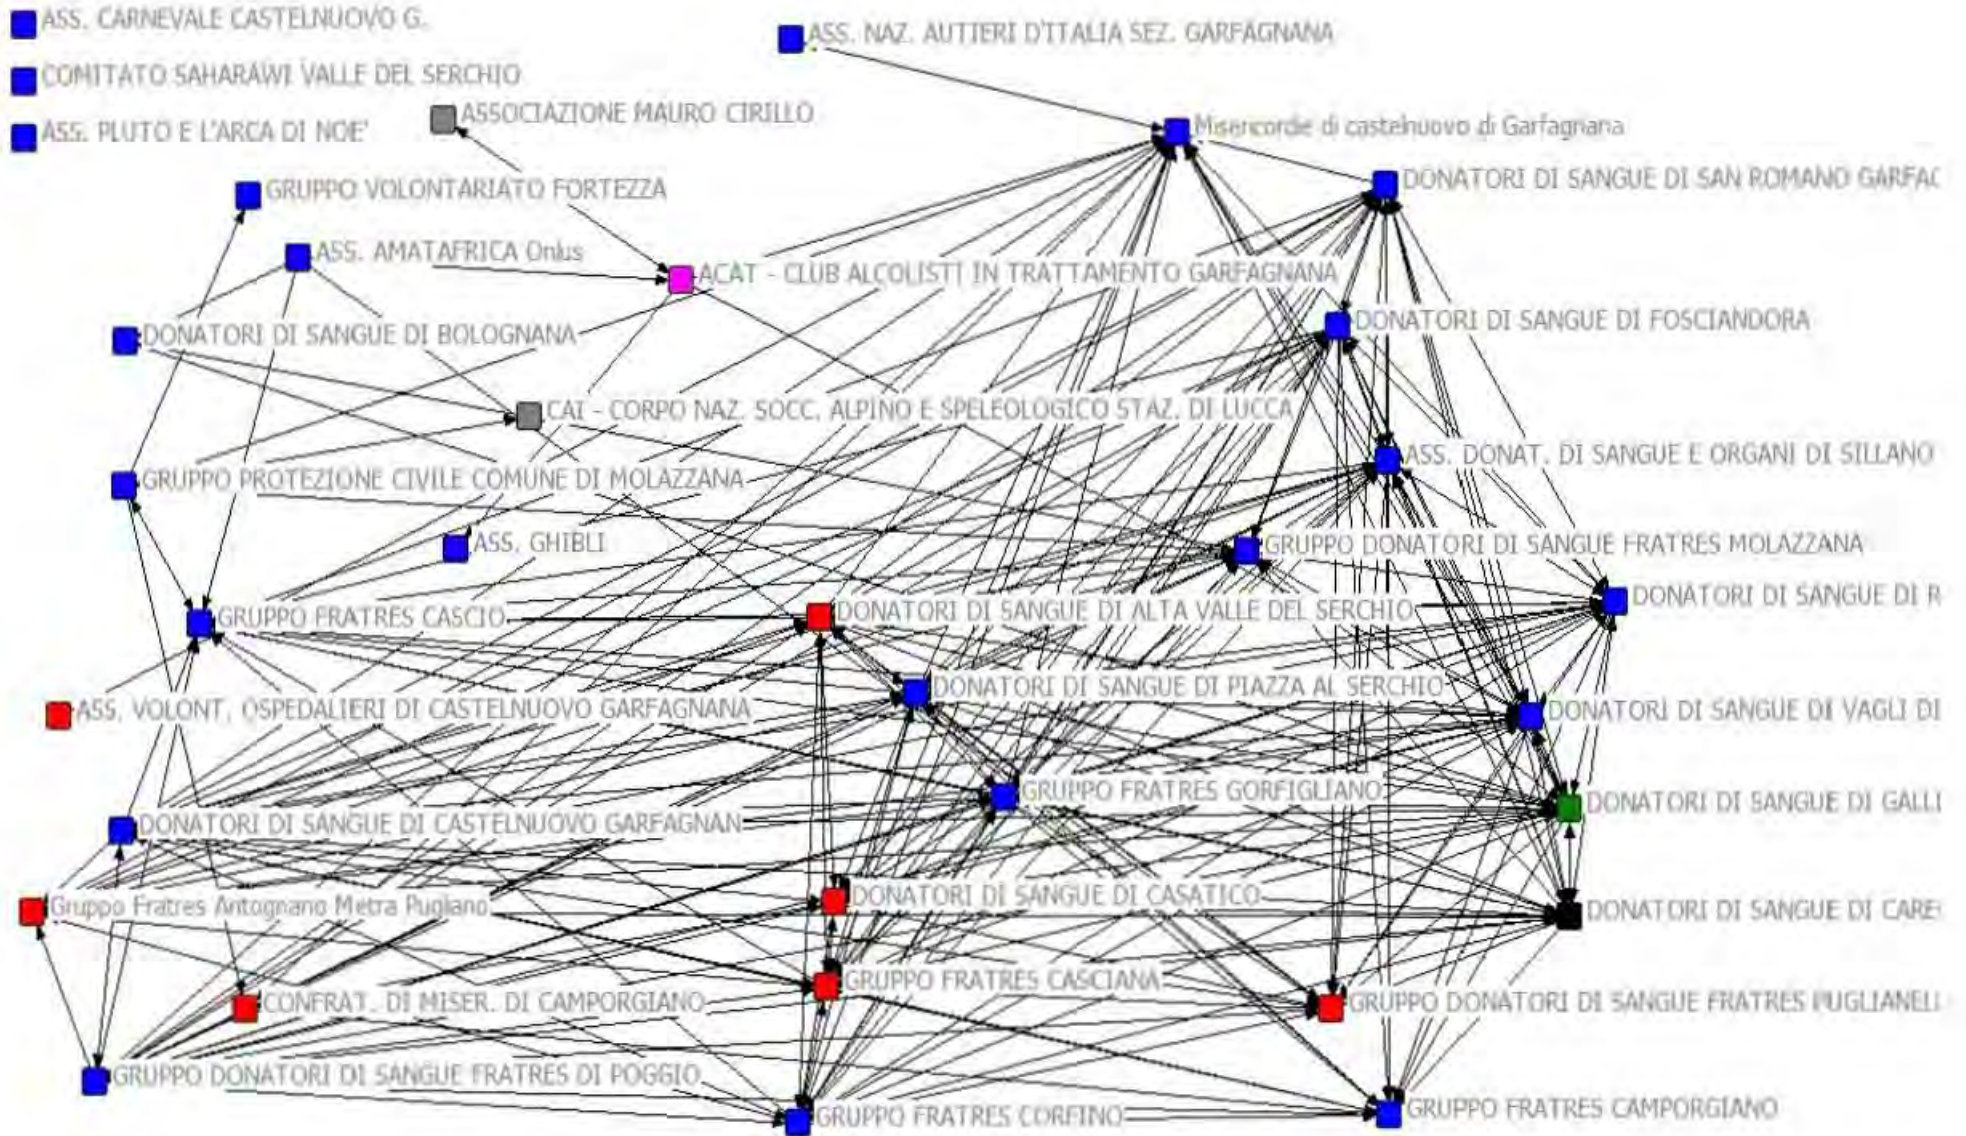 ASS. CARNEVALE CASTELNUOVO G.
ASS. NAZ. AUTIERI D'ITALIA SEZ. GARFAGNANA
COMITATO SAHARAWI VALLE DEL SERCHIO
ASSOCIAZIONE MAURO CIRILLO
Misericordie di castelnuovo di Garfagnana
ASS. PLUTO E L'ARCA DI NOE'
DONATORI DI SANGUE DI SAN ROMANO GARFAG
GRUPPO VOLONTARIATO FORTEZZA
ASS. AMATAFRICA Onlus
ACAT - CLUB ALCOLISTI IN TRATTAMENTO GARFAGNANA
DONATORI DI SANGUE DI FOSCIANDORA
DONATORI DI SANGUE DI BOLOGNANA
CAI - CORPO NAZ. SOCC. ALPINO E SPELEOLOGICO STAZ. DI LUCCA
ASS. DONAT. DI SANGUE E ORGANI DI SILLANO
GRUPPO PROTEZIONE CIVILE COMUNE DI MOLAZZANA
ASS. GHIBLI
GRUPPO DONATORI DI SANGUE FRATRES MOLAZZANA
DONATORI DI SANGUE DI R
GRUPPO FRATRES CASCIO
DONATORI DI SANGUE DI ALTA VALLE DEL SERCHIO
DONATORI DI SANGUE DI PIAZZA AL SERCHIO
ASS. VOLONT. OSPEDALIERI DI CASTELNUOVO GARFAGNANA
DONATORI DI SANGUE DI VAGLI DI
GRUPPO FRATRES GORFIGLIANO
DONATORI DI SANGUE DI GALLI
DONATORI DI SANGUE DI CASTELNUOVO GARFAGNAN
DONATORI DI SANGUE DI CASATICO
Gruppo Fratres Antognano Metra Pugliano
DONATORI DI SANGUE DI CARE
GRUPPO FRATRES CASCIANA
CONFRAT. DI MISER. DI CAMPORGIANO
GRUPPO DONATORI DI SANGUE FRATRES PUGLIANELL
GRUPPO DONATORI DI SANGUE FRATRES DI POGGIO
GRUPPO FRATRES CORFINO
GRUPPO FRATRES CAMPORGIANO